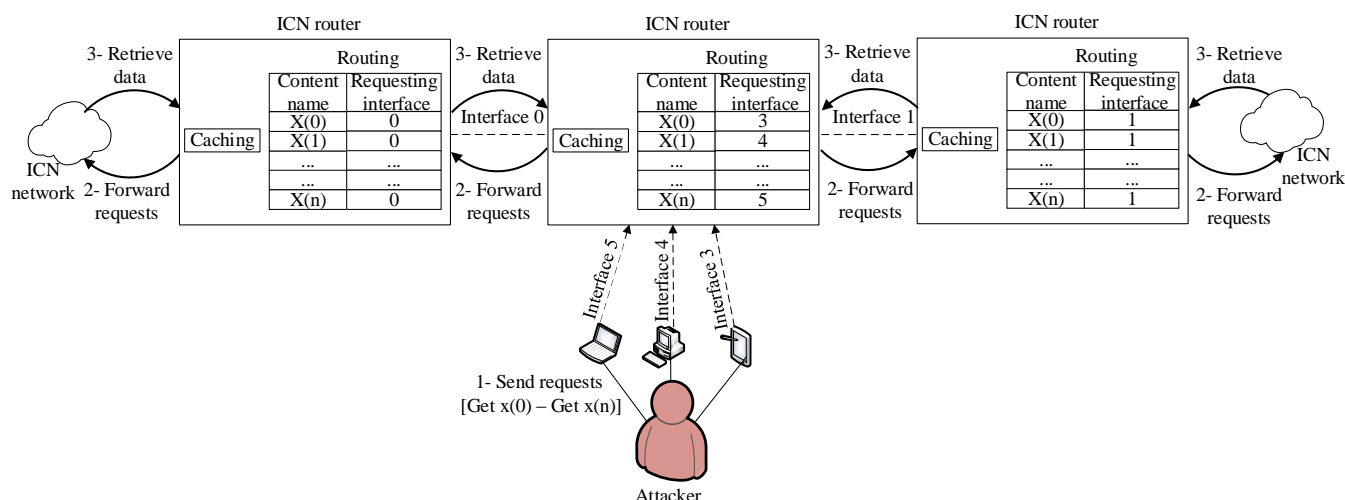 ICN router
ICN router
ICN router
3- Retrieve
data
ICN
network
2- Forward
requests
Caching
Routing
Content
name
Requesting
interface
X(0)
0
X(1)
0
...
...
...
...
X(n)
0
3- Retrieve
data
Interface 0
2- Forward
requests
Caching
Routing
Content
name
Requesting
interface
X(0)
3
X(1)
4
...
...
...
...
X(n)
5
3- Retrieve
data
Interface 1
2- Forward
requests
Caching
Routing
Content
name
Requesting
interface
X(0)
1
X(1)
1
...
...
...
...
X(n)
1
3- Retrieve
data
ICN
network
2- Forward
requests
Interface 5
Interface 4
Interface 3
1- Send requests
[Get x(0) – Get x(n)]
Attacker